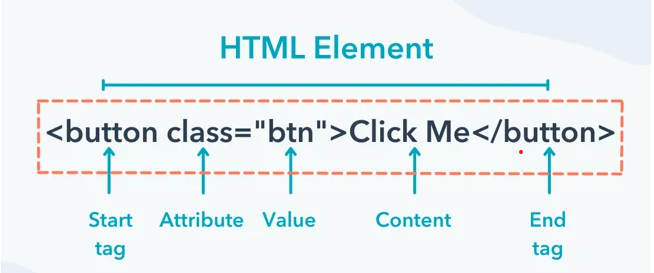 HTML Element
<button class="btn">Click Me</button>
Start tag
Attribute
Value
Content
End tag